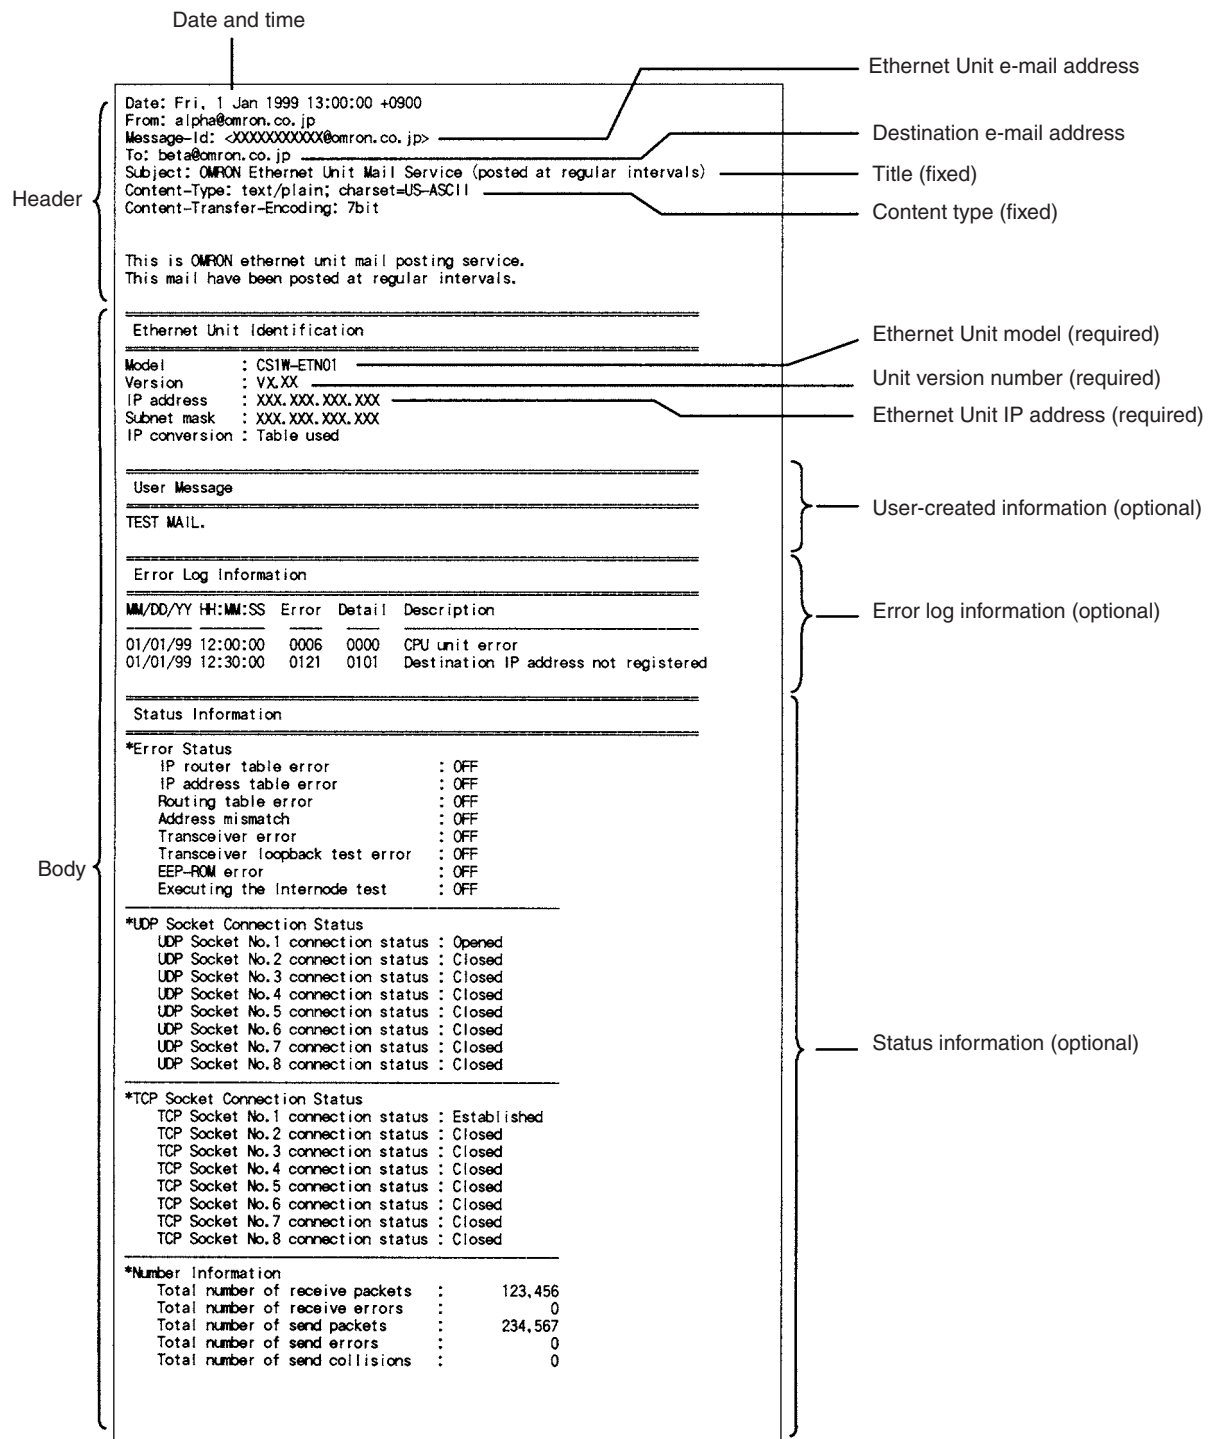 Date and time
Ethernet Unit e-mail address
Date: Fri, 1 Jan 1999 13:00:00 +0900
From: alpha@omron.co.jp
Message-Id: <XXXXXXXXXXX@omron.co.jp>
Destination e-mail address
To: beta@omron.co.jp
Subject: OMRON Ethernet Unit Mail Service (posted at regular intervals)
Title (fixed)
Content-Type: text/plain; charset=US-ASCII
Header
Content-Transfer-Encoding: 7bit
Content type (fixed)
This is OMRON ethernet unit mail posting service.
This mail have been posted at regular intervals.
Ethernet Unit Identification
Ethernet Unit model (required)
Model : CS1W-ETN01
Version : VX.XX
Unit version number (required)
IP address : XXX.XXX.XXX.XXX
Ethernet Unit IP address (required)
Subnet mask : XXX.XXX.XXX.XXX
IP conversion : Table used
User Message
User-created information (optional)
TEST MAIL.
Error Log Information
MM/DD/YY HH:MM:SS Error Detail Description
Error log information (optional)
01/01/99 12:00:00 0006 0000 CPU unit error
01/01/99 12:30:00 0121 0101 Destination IP address not registered
Status Information
*Error Status
IP router table error : OFF
IP address table error : OFF
Routing table error : OFF
Address mismatch : OFF
Transceiver error : OFF
Transceiver loopback test error : OFF
Body
EEP-ROM error : OFF
Executing the Internode test : OFF
*UDP Socket Connection Status
UDP Socket No.1 connection status : Opened
UDP Socket No.2 connection status : Closed
UDP Socket No.3 connection status : Closed
UDP Socket No.4 connection status : Closed
UDP Socket No.5 connection status : Closed
UDP Socket No.6 connection status : Closed
UDP Socket No.7 connection status : Closed
Status information (optional)
UDP Socket No.8 connection status : Closed
*TCP Socket Connection Status
TCP Socket No.1 connection status : Established
TCP Socket No.2 connection status : Closed
TCP Socket No.3 connection status : Closed
TCP Socket No.4 connection status : Closed
TCP Socket No.5 connection status : Closed
TCP Socket No.6 connection status : Closed
TCP Socket No.7 connection status : Closed
TCP Socket No.8 connection status : Closed
*Number Information
Total number of receive packets : 123,456
Total number of receive errors : 0
Total number of send packets : 234,567
Total number of send errors : 0
Total number of send collisions : 0